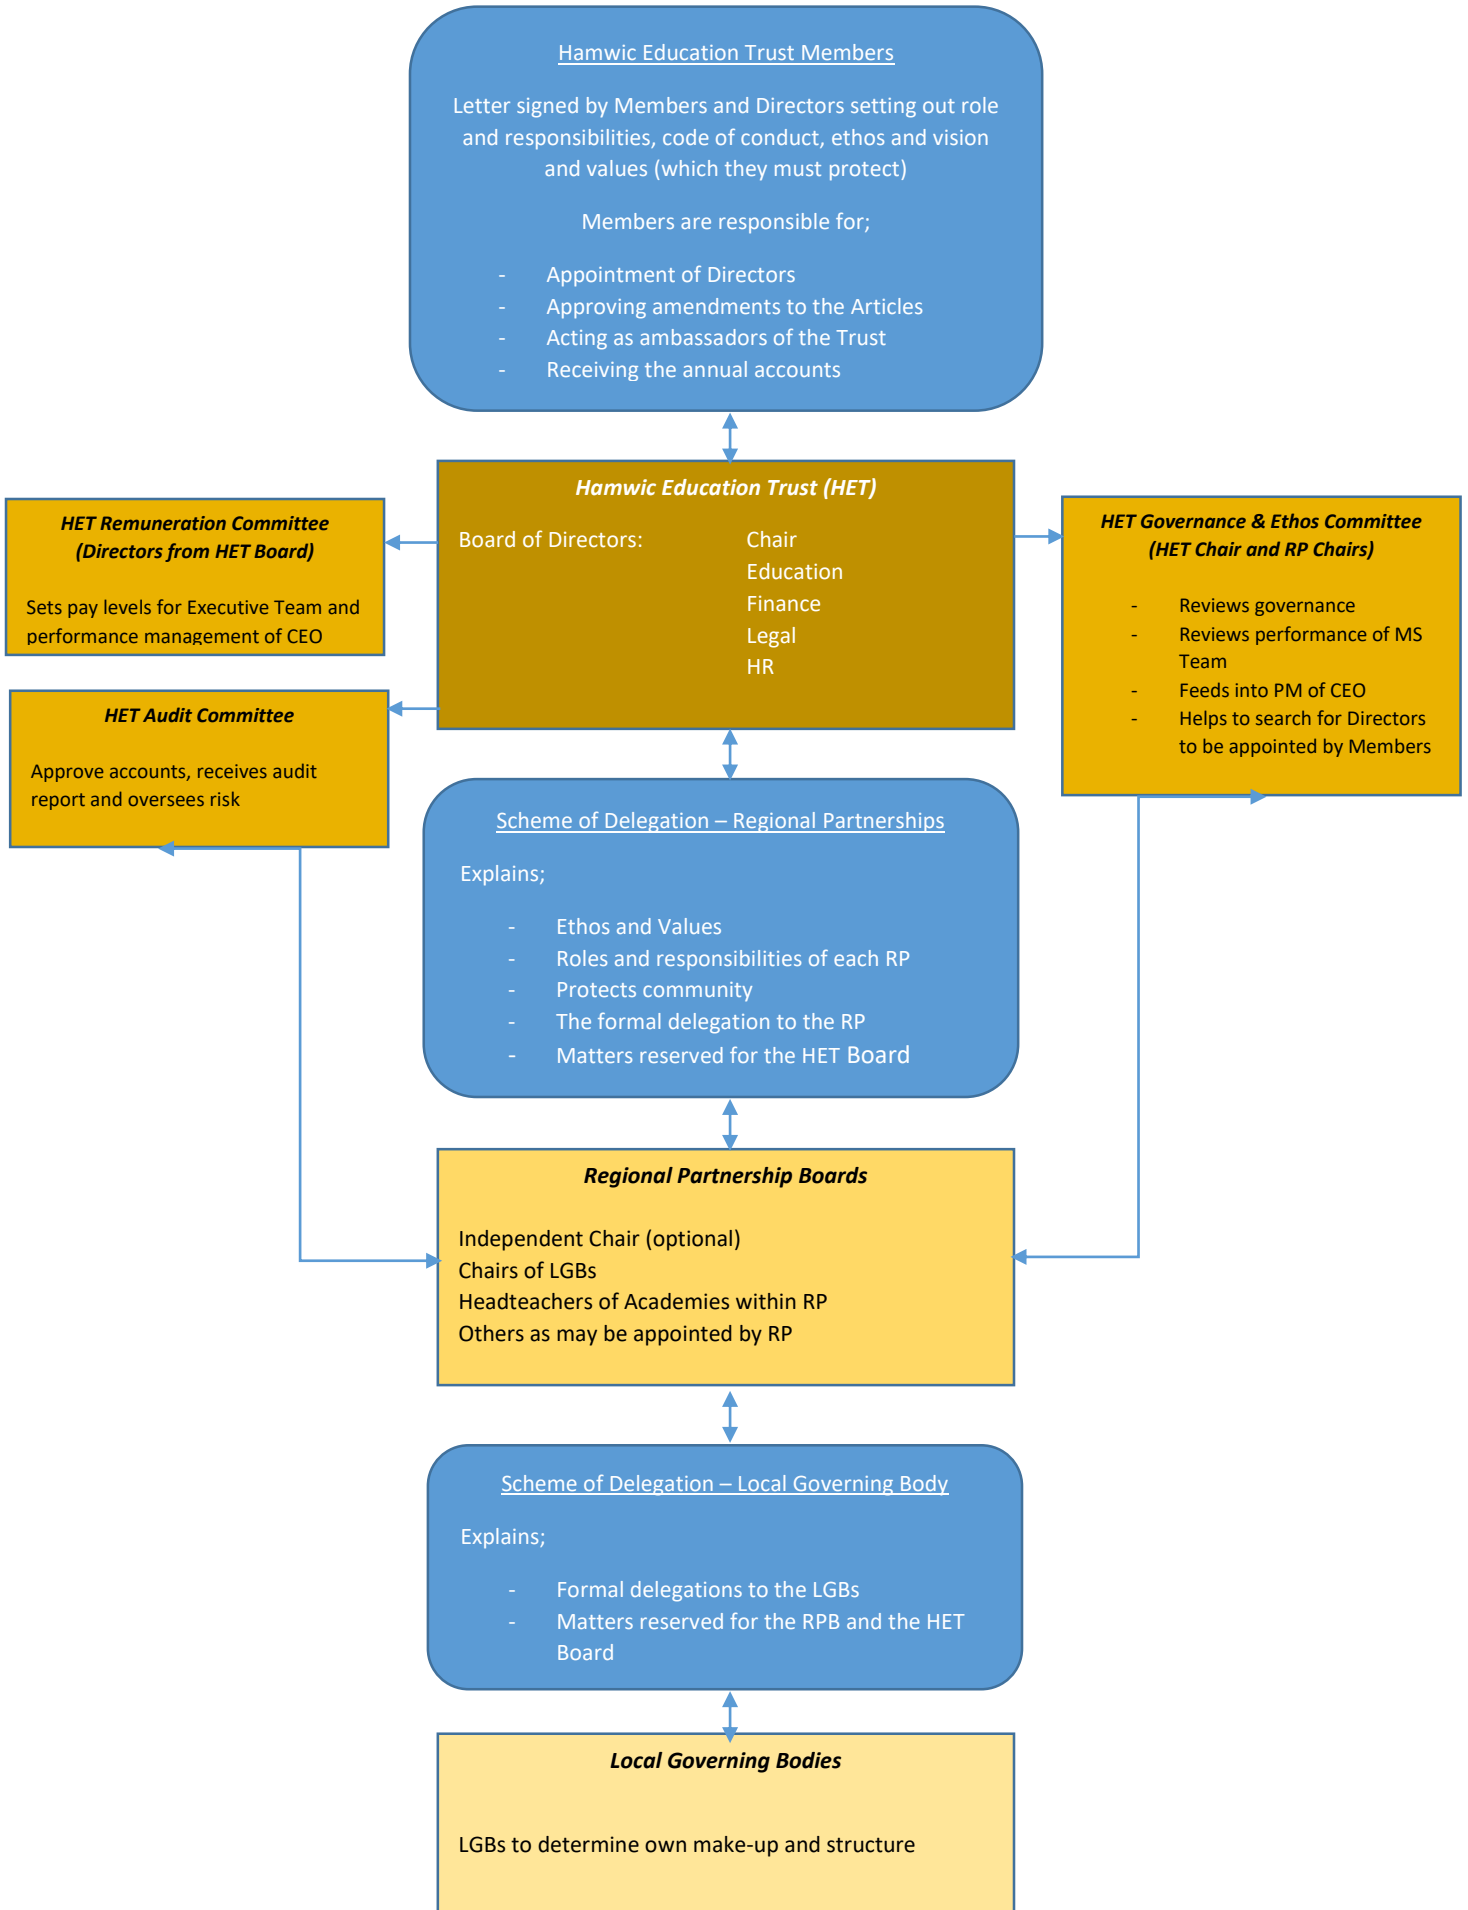 Hamwic Education Trust Members
Letter signed by Members and Directors setting out role
and responsibilities, code of conduct, ethos and vision
and values (which they must protect)
Members are responsible for;
- Appointment of Directors
- Approving amendments to the Articles
- Acting as ambassadors of the Trust
- Receiving the annual accounts
Hamwic Education Trust (HET)
Board of Directors: Chair
Education
Finance
Legal
HR
HET Remuneration Committee
(Directors from HET Board)
Sets pay levels for Executive Team and
performance management of CEO
HET Governance & Ethos Committee
(HET Chair and RP Chairs)
- Reviews governance
- Reviews performance of MS
Team
- Feeds into PM of CEO
- Helps to search for Directors
to be appointed by Members
HET Audit Committee
Approve accounts, receives audit
report and oversees risk
Scheme of Delegation – Regional Partnerships
Explains;
- Ethos and Values
- Roles and responsibilities of each RP
- Protects community
- The formal delegation to the RP
- Matters reserved for the HET Board
Regional Partnership Boards
Independent Chair (optional)
Chairs of LGBs
Headteachers of Academies within RP
Others as may be appointed by RP
Scheme of Delegation – Local Governing Body
Explains;
- Formal delegations to the LGBs
- Matters reserved for the RPB and the HET
Board
Local Governing Bodies
LGBs to determine own make-up and structure